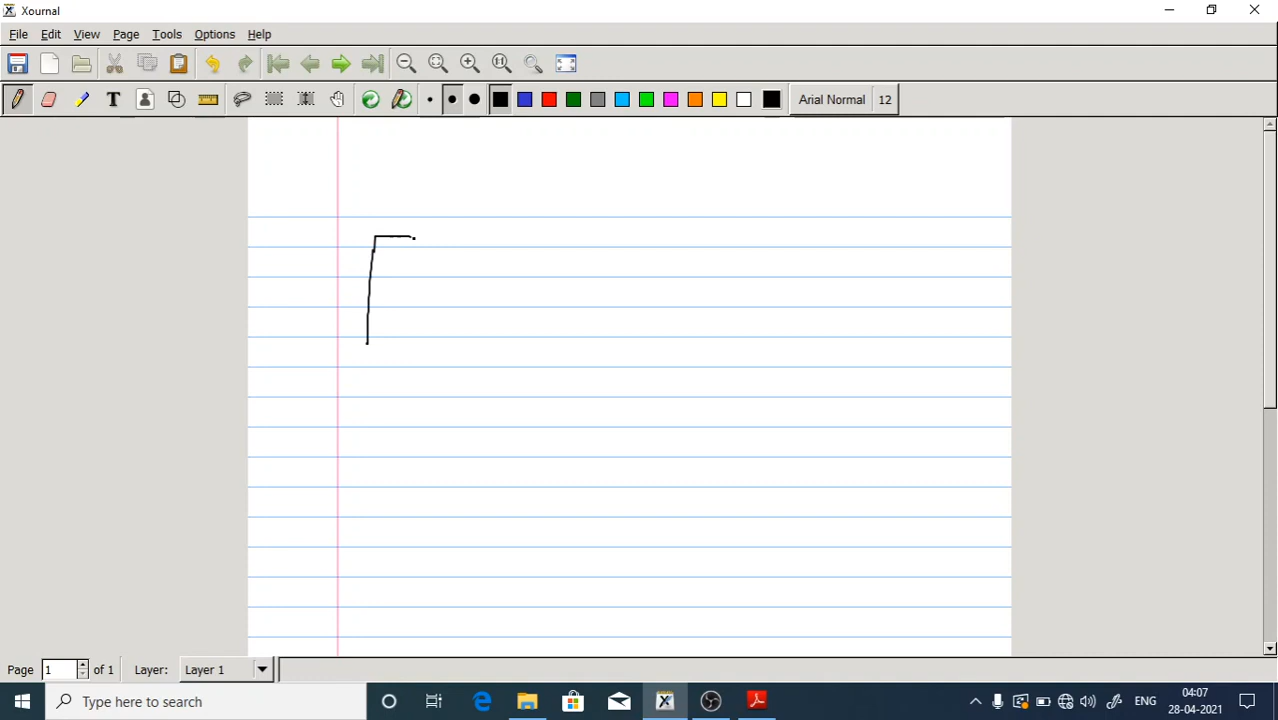 Xournal
File Edit View Page Tools Options Help
Arial Normal 12
Page 1 of 1 Layer: Layer 1
Type here to search
ENG
04:07
28-04-2021